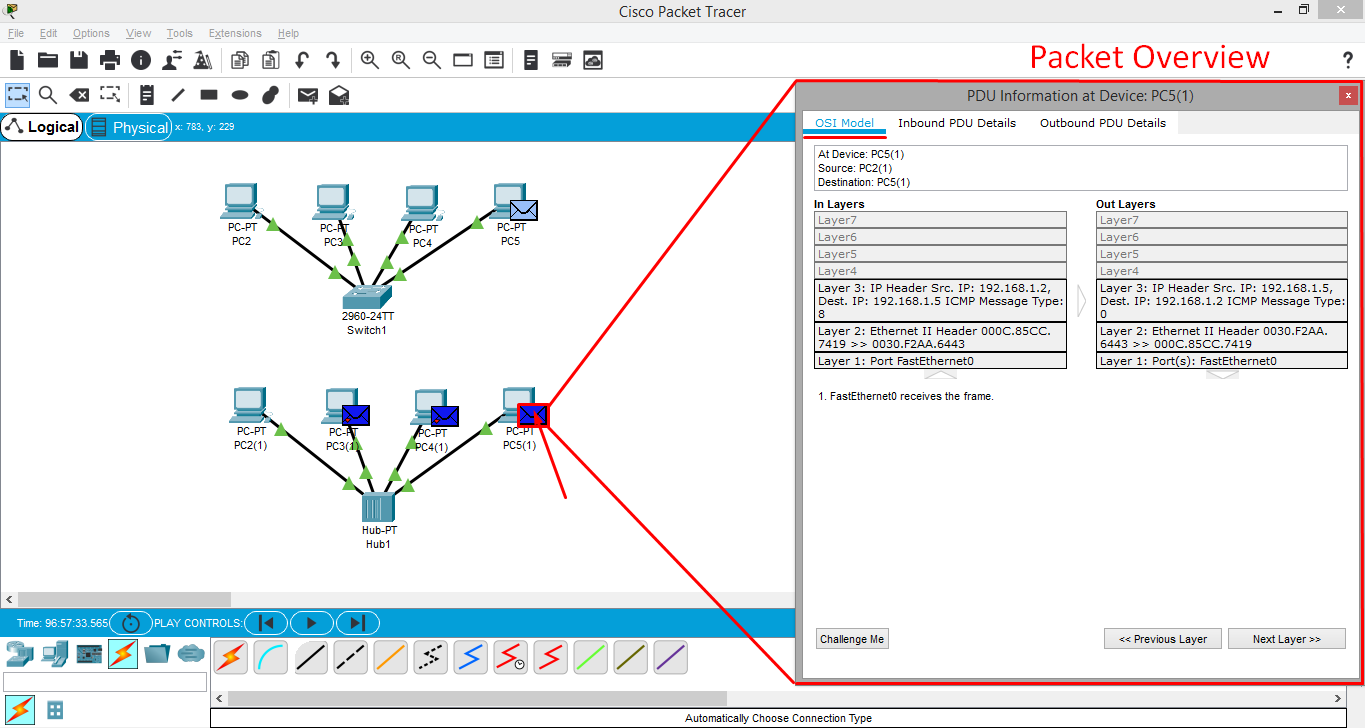 Cisco Packet Tracer
File Edit Options View Tools Extensions Help
Packet Overview
?
Logical
Physical
x: 783, y: 229
PC-PT
PC2
PC-PT
PC3
PC-PT
PC4
PC-PT
PC5
2960-24TT
Switch1
PC-PT
PC2(1)
PC-PT
PC3(1)
PC-PT
PC4(1)
PC-PT
PC5(1)
Hub-PT
Hub1
PDU Information at Device: PC5(1)
OSI Model
Inbound PDU Details
Outbound PDU Details
At Device: PC5(1)
Source: PC2(1)
Destination: PC5(1)
In Layers
Layer7
Layer6
Layer5
Layer4
Layer 3: IP Header Src. IP: 192.168.1.2,
Dest. IP: 192.168.1.5 ICMP Message Type:
8
Layer 2: Ethernet II Header 000C.85CC.
7419 >> 0030.F2AA.6443
Layer 1: Port FastEthernet0
Out Layers
Layer7
Layer6
Layer5
Layer4
Layer 3: IP Header Src. IP: 192.168.1.5,
Dest. IP: 192.168.1.2 ICMP Message Type:
0
Layer 2: Ethernet II Header 0030.F2AA.
6443 >> 000C.85CC.7419
Layer 1: Port(s): FastEthernet0
1. FastEthernet0 receives the frame.
Challenge Me
<< Previous Layer
Next Layer >>
Time: 96:57:33.565
PLAY CONTROLS:
Automatically Choose Connection Type